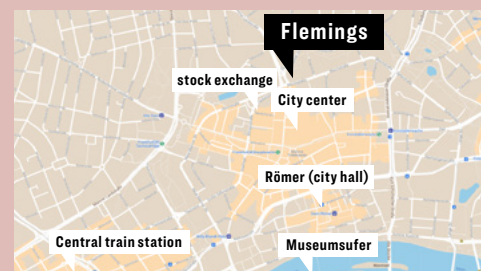 Flemings
stock exchange
City center
Römer (city hall)
Central train station
Museumsufer